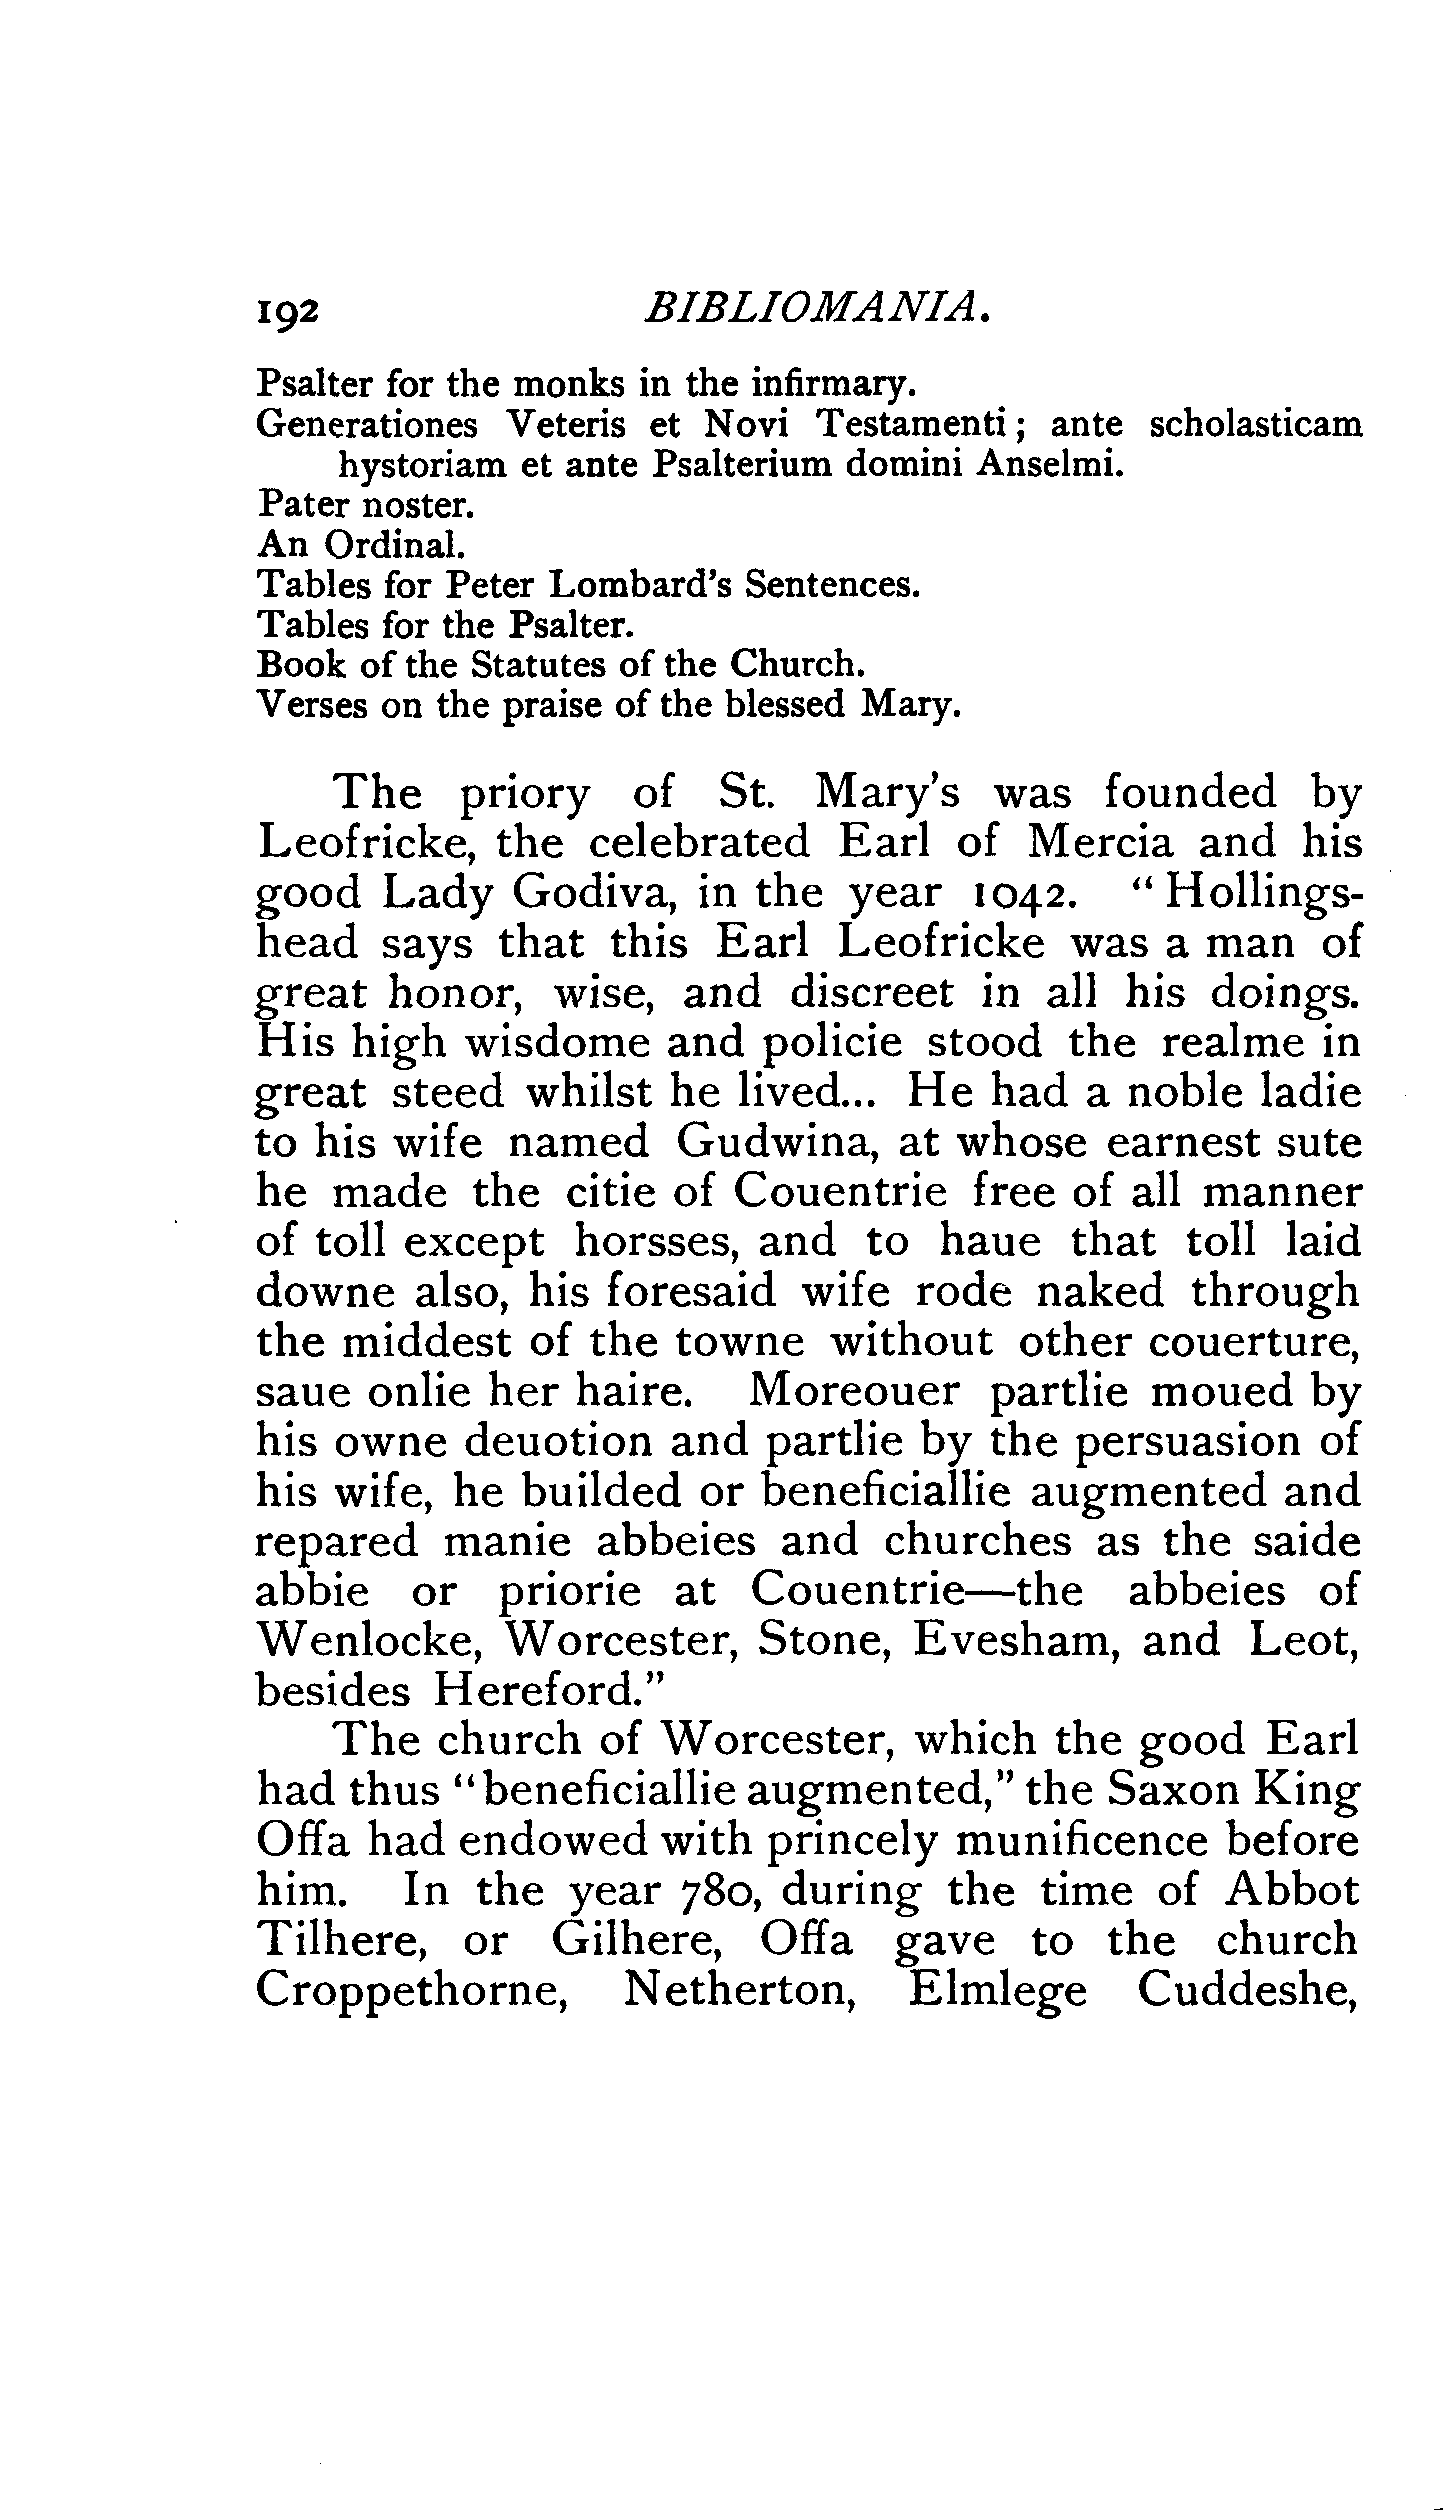 192 BIBLIOMANIA.
Psalter for the monks in the infirmary.
Generationes Veteris et Novi Testamenti; ante scholasticam
hystoriam et ante Psalterium domini Anselmi.
Pater noster.
An Ordinal.
Tables for Peter Lombard's Sentences.
Tables for the Psalter.
Book of the Statutes of the Church.
Verses on the praise of the blessed Mary.
The priory of St. Mary's was founded by
Leofricke, the celebrated Earl of Mercia and his
good Lady Godiva, in the year 1042. "Hollings-
head says that this Earl Leofricke was a man of
great honor, wise, and discreet in all his doings.
His high wisdome and policie stood the realme in
great steed whilst he lived... He had a noble ladie
to his wife named Gudwina, at whose earnest sute
he made the citie of Couentrie free of all manner
of toll except horsses, and to haue that toll laid
downe also, his foresaid wife rode naked through
the middest of the towne without other couerture,
saue onlie her haire. Moreouer partlie moued by
his owne deuotion and partlie by the persuasion of
his wife, he builded or beneficiallie augmented and
repared manie abbeies and churches as the saide
abbie or priorie at Couentrie—the abbeies of
Wenlocke, Worcester, Stone, Evesham, and Leot,
besides Hereford."
The church of Worcester, which the good Earl
had thus "beneficiallie augmented," the Saxon King
Offa had endowed with princely munificence before
him. In the year 780, during the time of Abbot
Tilhere, or Gilhere, Offa gave to the church
Croppethorne, Netherton, Elmlege Cuddeshe,